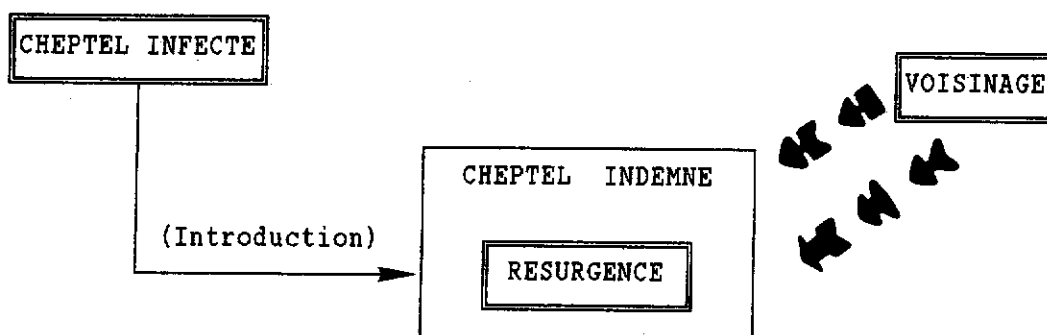 CHEPTEL INFECTE
VOISINAGE
CHEPTEL INDEMNE
(Introduction)
RESURGENCE